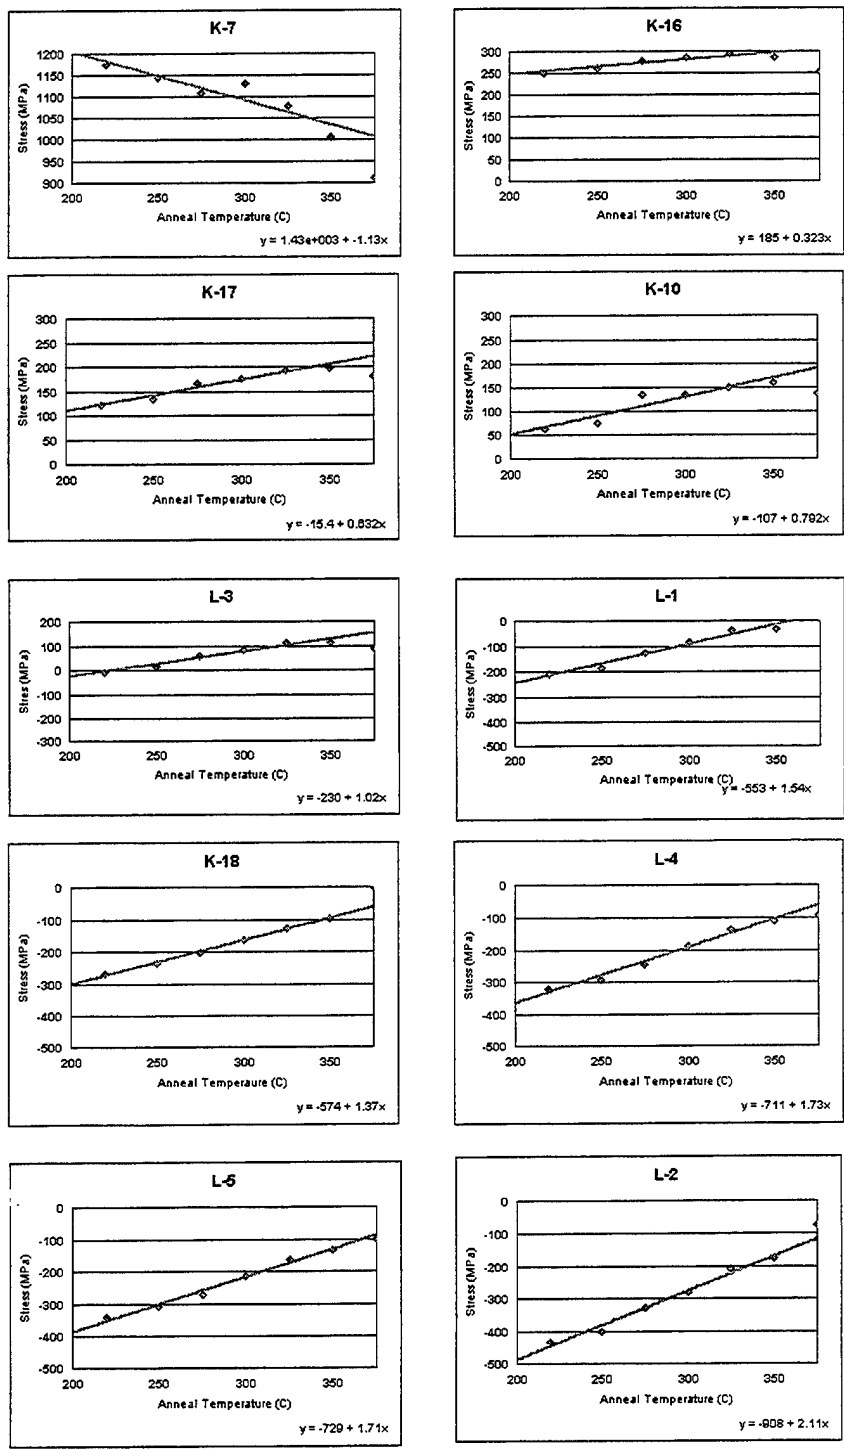 K-7
Stress (MPa)
1200
1150
1100
1050
1000
950
900
200 250 300 350
Anneal Temperature (C)
y = 1.43e+003 + -1.13x
K-16
Stress (MPa)
300
250
200
150
100
50
0
200 250 300 350
Anneal Temperature (C)
y = 185 + 0.323x
K-17
Stress (MPa)
300
250
200
150
100
50
0
200 250 300 350
Anneal Temperature (C)
y = -15.4 + 0.632x
K-10
Stress (MPa)
300
250
200
150
100
50
0
200 250 300 350
Anneal Temperature (C)
y = -107 + 0.792x
L-3
Stress (MPa)
200
100
0
-100
-200
-300
200 250 300 350
Anneal Temperature (C)
y = -230 + 1.02x
L-1
Stress (MPa)
0
-100
-200
-300
-400
-500
200 250 300 350
Anneal Temperature (C)
y = -553 + 1.54x
K-18
Stress (MPa)
0
-100
-200
-300
-400
-500
200 250 300 350
Anneal Temperaure (C)
y = -574 + 1.37x
L-4
Stress (MPa)
0
-100
-200
-300
-400
-500
200 250 300 350
Anneal Temperature (C)
y = -711 + 1.73x
L-5
Stress (MPa)
0
-100
-200
-300
-400
-500
200 250 300 350
Anneal Temperature (C)
y = -729 + 1.71x
L-2
Stress (MPa)
0
-100
-200
-300
-400
-500
200 250 300 350
Anneal Temperature (C)
y = -908 + 2.11x